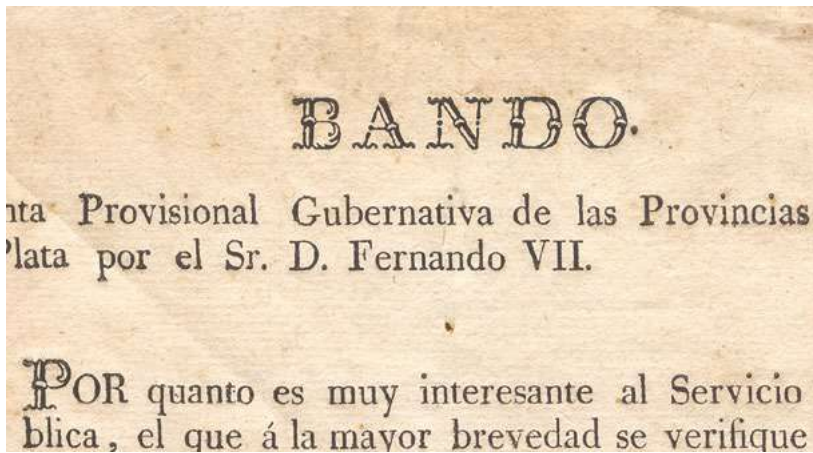 BANDO.
nta Provisional Gubernativa de las Provincias
Plata por el Sr. D. Fernando VII.
POR quanto es muy interesante al Servicio
blica, el que á la mayor brevedad se verifique